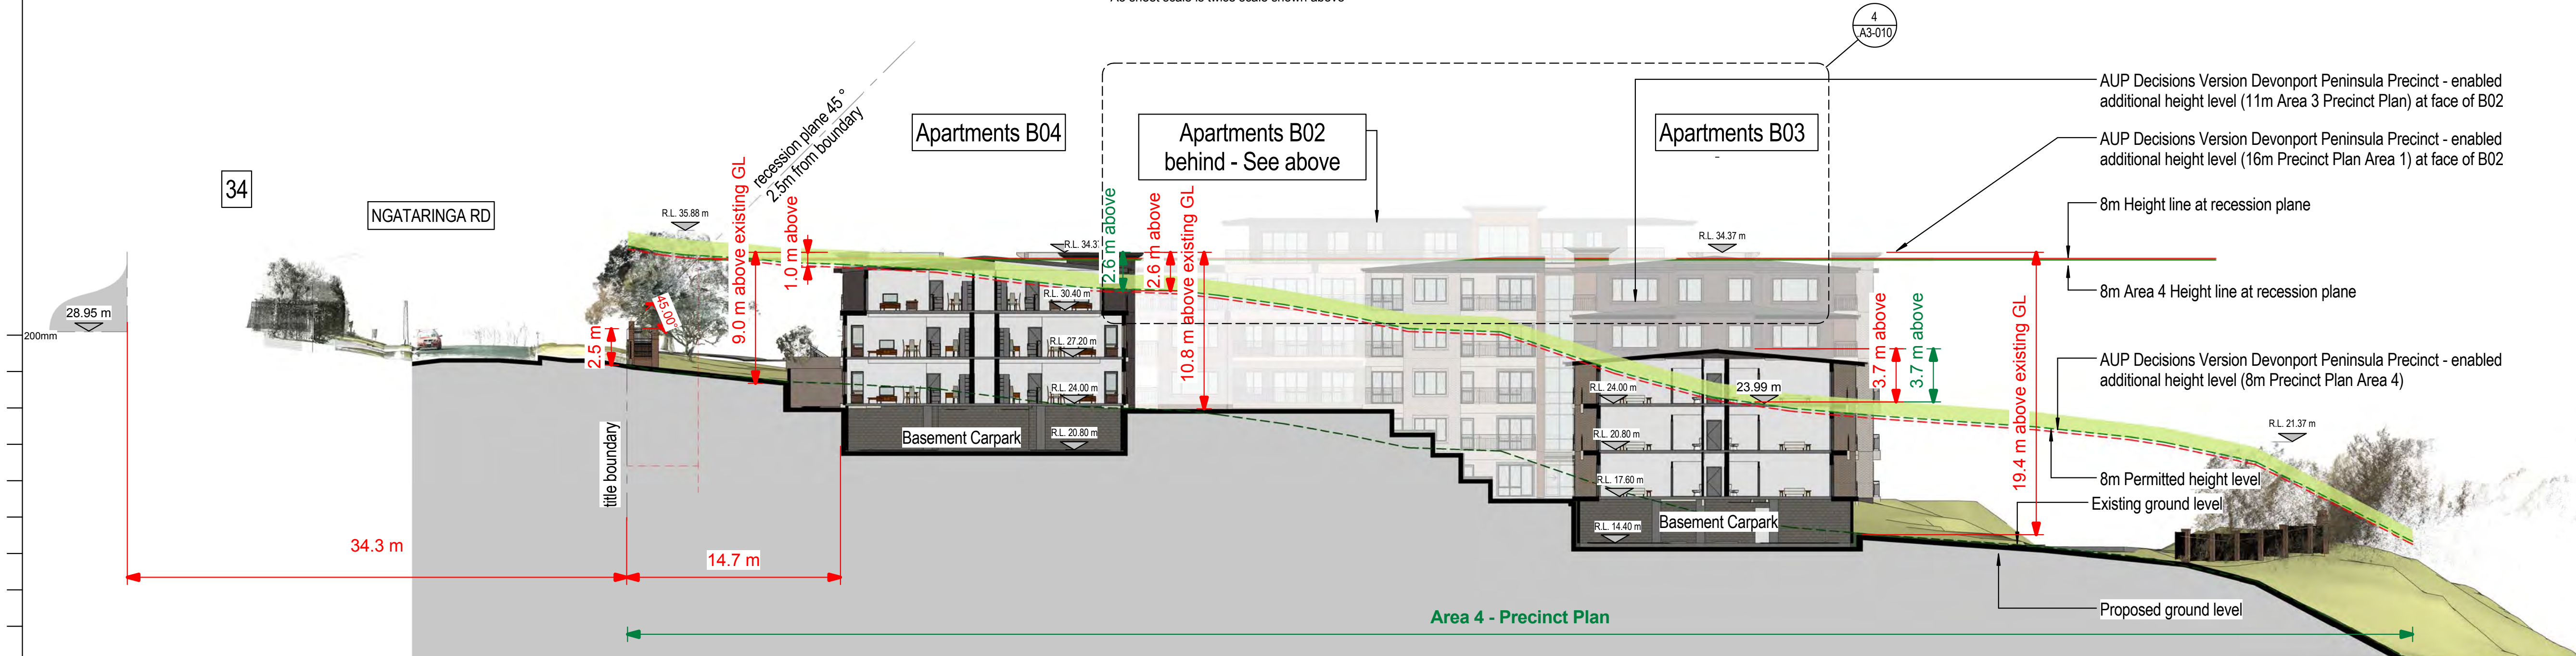 4
A3-010
AUP Decisions Version Devonport Peninsula Precinct - enabled
additional height level (11m Area 3 Precinct Plan) at face of B02
AUP Decisions Version Devonport Peninsula Precinct - enabled
additional height level (16m Precinct Plan Area 1) at face of B02
8m Height line at recession plane
8m Area 4 Height line at recession plane
AUP Decisions Version Devonport Peninsula Precinct - enabled
additional height level (8m Precinct Plan Area 4)
8m Permitted height level
Existing ground level
Proposed ground level
recession plane 45 °
2.5m from boundary
Apartments B04
Apartments B02
behind - See above
Apartments B03
34
NGATARINGA RD
28.95 m
200mm
R.L. 35.88 m
R.L. 34.3
R.L. 34.37 m
R.L. 30.40 m
R.L. 27.20 m
R.L. 24.00 m
R.L. 20.80 m
Basement Carpark
45.00°
2.5 m
9.0 m above existing GL
1.0 m above
2.6 m above
2.6 m above
10.8 m above existing GL
3.7 m above
3.7 m above
19.4 m above existing GL
R.L. 24.00 m
23.99 m
R.L. 20.80 m
R.L. 17.60 m
R.L. 14.40 m
Basement Carpark
R.L. 21.37 m
title boundary
34.3 m
14.7 m
Area 4 - Precinct Plan